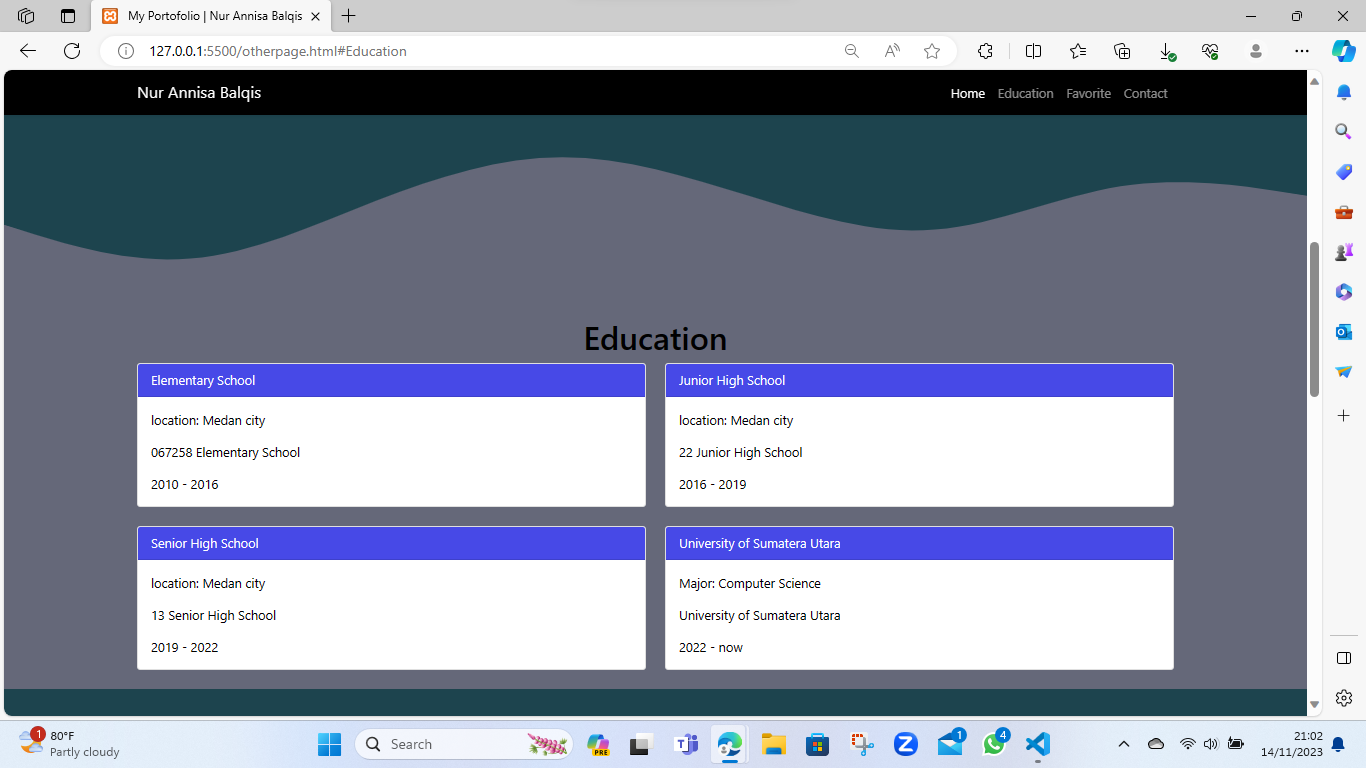 My Portofolio | Nur Annisa Balqis
127.0.0.1:5500/otherpage.html#Education
Nur Annisa Balqis
Home Education Favorite Contact
Education
Elementary School
location: Medan city
067258 Elementary School
2010 - 2016
Junior High School
location: Medan city
22 Junior High School
2016 - 2019
Senior High School
location: Medan city
13 Senior High School
2019 - 2022
University of Sumatera Utara
Major: Computer Science
University of Sumatera Utara
2022 - now
1
80°F
Partly cloudy
Search
PRE
1
4
21:02
14/11/2023